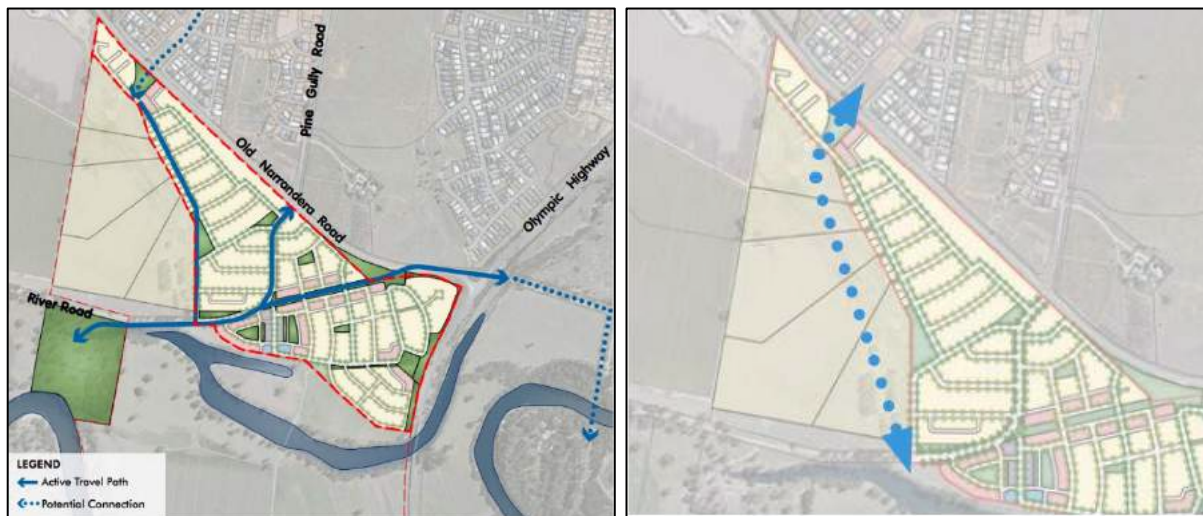 Pine Gully Road
Old Narrandera Road
Olympic Highway
River Road
LEGEND
Active Travel Path
Potential Connection